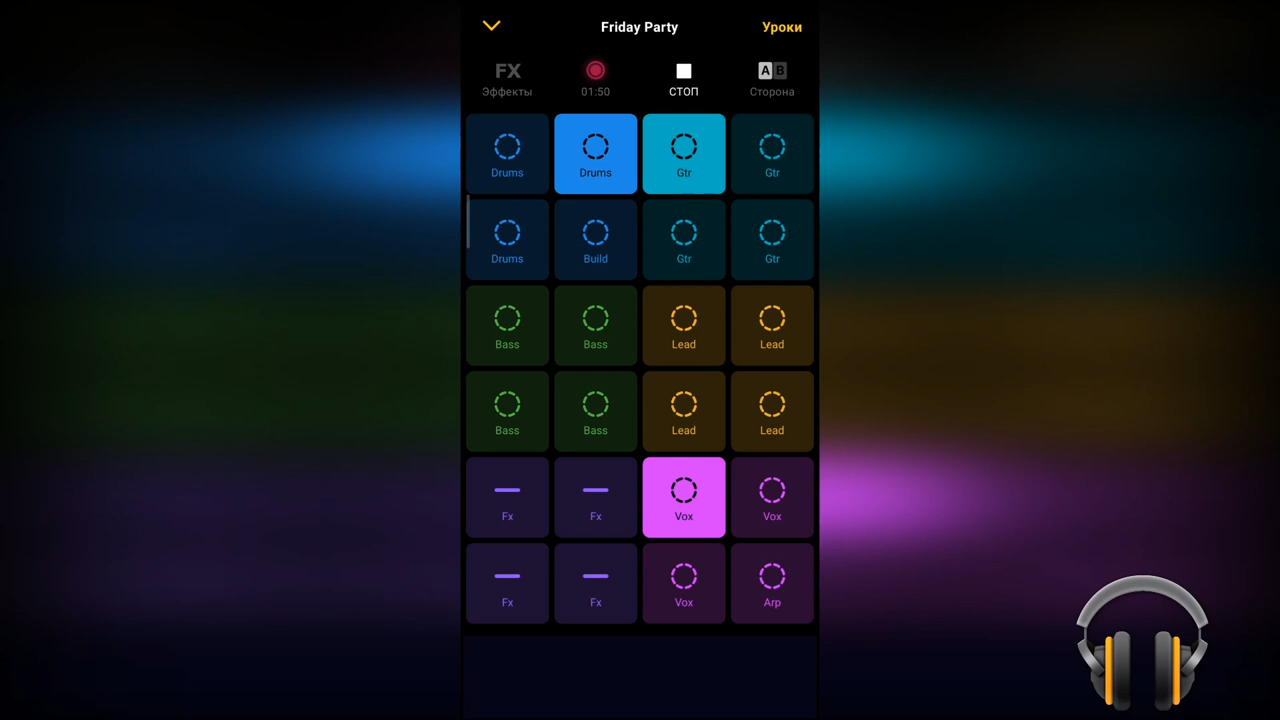 Friday Party
Уроки
FX
AB
Эффекты
01:50
СТОП
Сторона
Drums
Drums
Gtr
Gtr
Drums
Build
Gtr
Gtr
Bass
Bass
Lead
Lead
Bass
Bass
Lead
Lead
Fx
Fx
Vox
Vox
Fx
Fx
Vox
Arp